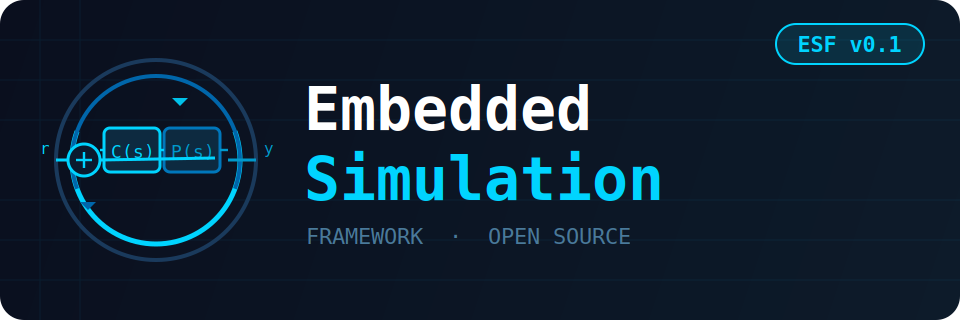 ESF v0.1
Embedded
Simulation
FRAMEWORK · OPEN SOURCE
r
+
C(s)
P(s)
y